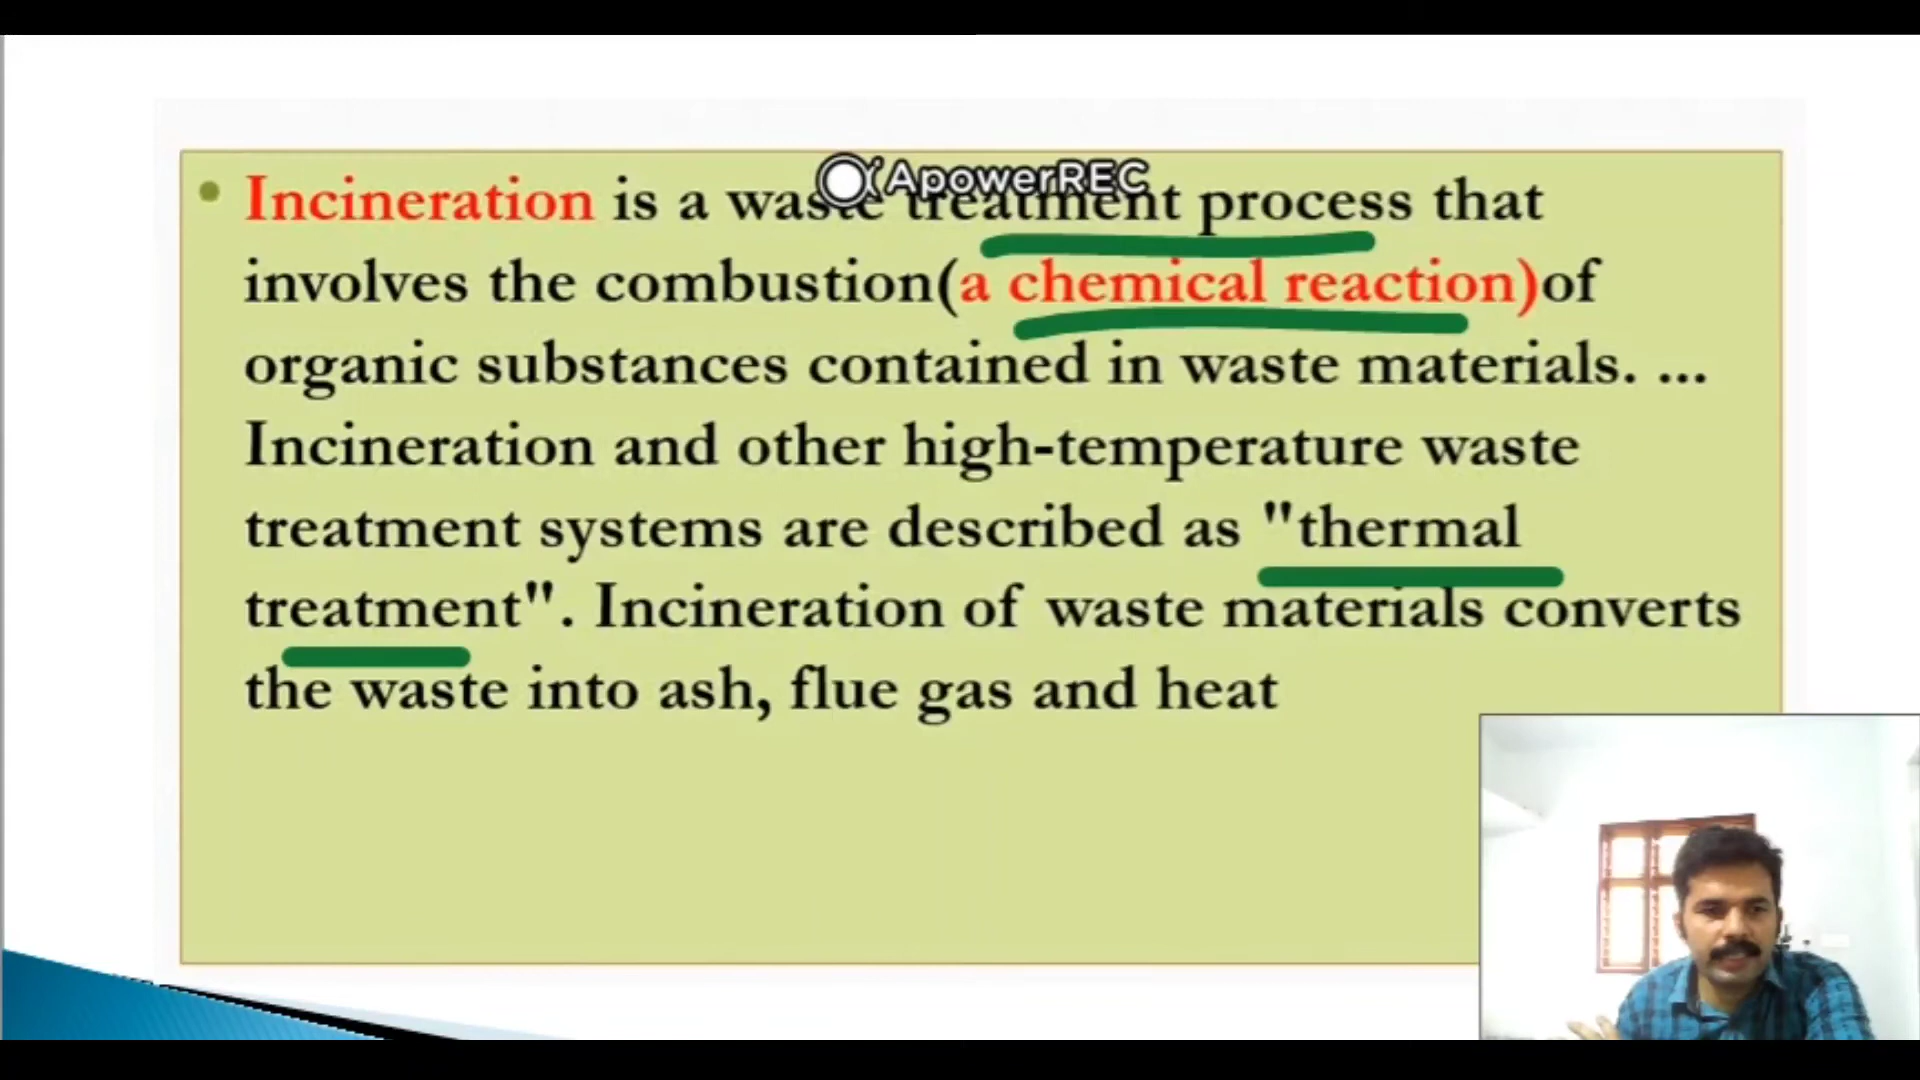 ApowerREC
• Incineration is a waste treatment process that
involves the combustion(a chemical reaction)of
organic substances contained in waste materials. ...
Incineration and other high-temperature waste
treatment systems are described as "thermal
treatment". Incineration of waste materials converts
the waste into ash, flue gas and heat